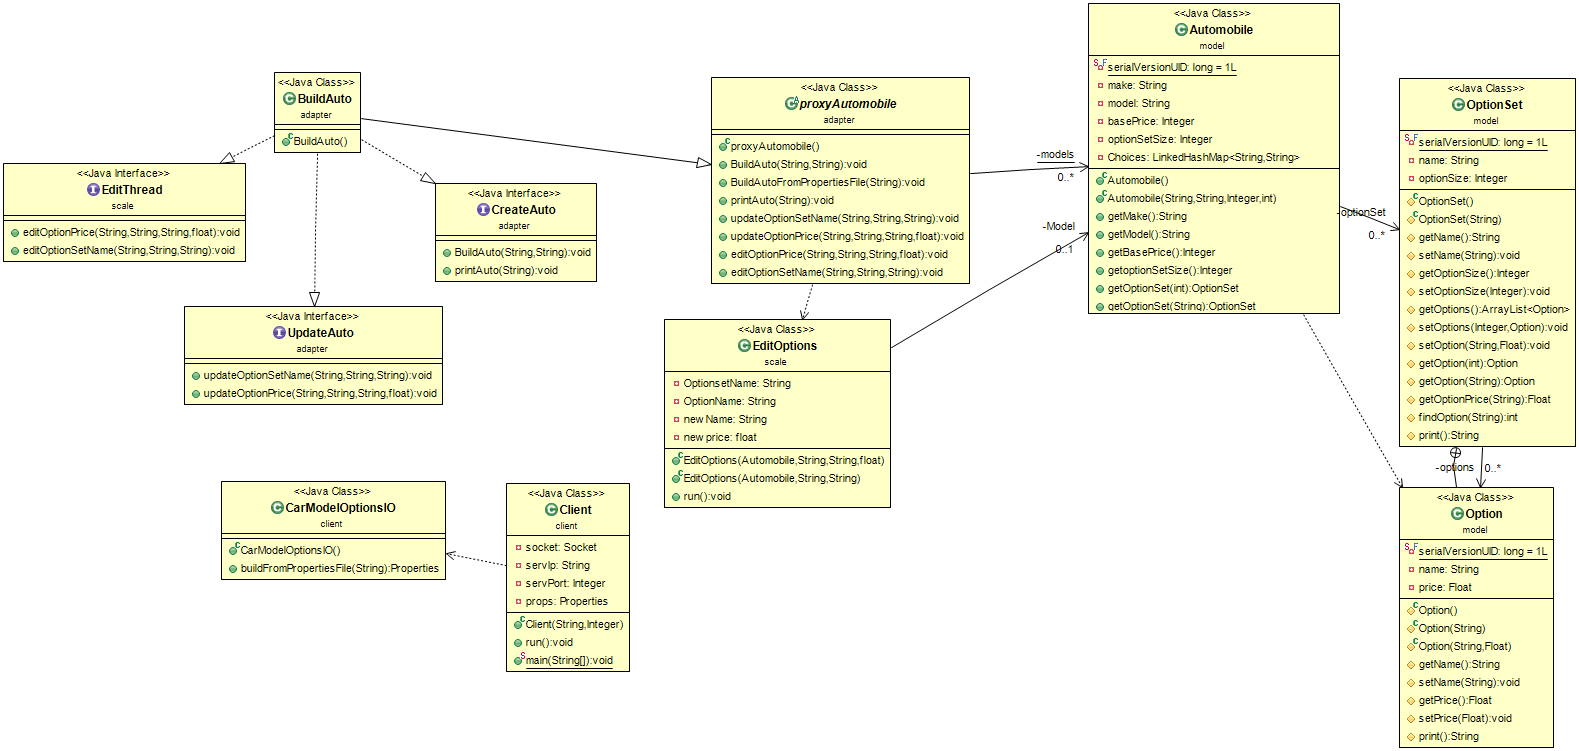 <<Java Class>>
BuildAuto
adapter
BuildAuto()
<<Java Interface>>
EditThread
scale
editOptionPrice(String,String,String,float):void
editOptionSetName(String,String,String):void
<<Java Interface>>
CreateAuto
adapter
BuildAuto(String,String):void
printAuto(String):void
<<Java Interface>>
UpdateAuto
adapter
updateOptionSetName(String,String,String):void
updateOptionPrice(String,String,String,float):void
<<Java Class>>
proxyAutomobile
adapter
proxyAutomobile()
BuildAuto(String,String):void
BuildAutoFromPropertiesFile(String):void
printAuto(String):void
updateOptionSetName(String,String,String):void
updateOptionPrice(String,String,String,float):void
editOptionPrice(String,String,String,float):void
editOptionSetName(String,String,String):void
-models
0..*
-Model
0..1
<<Java Class>>
Automobile
model
serialVersionUID: long = 1L
make: String
model: String
basePrice: Integer
optionSetSize: Integer
Choices: LinkedHashMap<String,String>
Automobile()
Automobile(String,String,Integer,int)
getMake():String
getModel():String
getBasePrice():Integer
getoptionSetSize():Integer
getOptionSet(int):OptionSet
getOptionSet(String):OptionSet
-optionSet
0..*
<<Java Class>>
OptionSet
model
serialVersionUID: long = 1L
name: String
optionSize: Integer
OptionSet()
OptionSet(String)
getName():String
setName(String):void
getOptionSize():Integer
setOptionSize(Integer):void
getOptions():ArrayList<Option>
setOptions(Integer,Option):void
setOption(String,Float):void
getOption(int):Option
getOption(String):Option
getOptionPrice(String):Float
findOption(String):int
print():String
-options
0..*
<<Java Class>>
EditOptions
scale
OptionsetName: String
OptionName: String
new Name: String
new price: float
EditOptions(Automobile,String,String,float)
EditOptions(Automobile,String,String)
run():void
<<Java Class>>
CarModelOptionsIO
client
CarModelOptionsIO()
buildFromPropertiesFile(String):Properties
<<Java Class>>
Client
client
socket: Socket
servIp: String
servPort: Integer
props: Properties
Client(String,Integer)
run():void
main(String[]):void
<<Java Class>>
Option
model
serialVersionUID: long = 1L
name: String
price: Float
Option()
Option(String)
Option(String,Float)
getName():String
setName(String):void
getPrice():Float
setPrice(Float):void
print():String